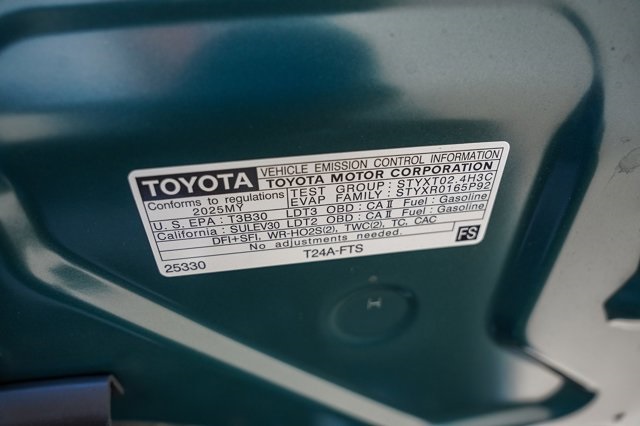 VEHICLE EMISSION CONTROL INFORMATION
TOYOTA TOYOTA MOTOR CORPORATION
Conforms to regulations TEST GROUP : STYXT02.4H3C
2025MY EVAP FAMILY : STYXR0165P92
U.S. EPA : T3B30 LDT3 OBD : CA II Fuel : Gasoline
California : SULEV30 LDT2 OBD : CA II Fuel : Gasoline
DFI+SFI, WR-HO2S(2), TWC(2), TC, CAC
No adjustments needed. FS
25330 T24A-FTS
H